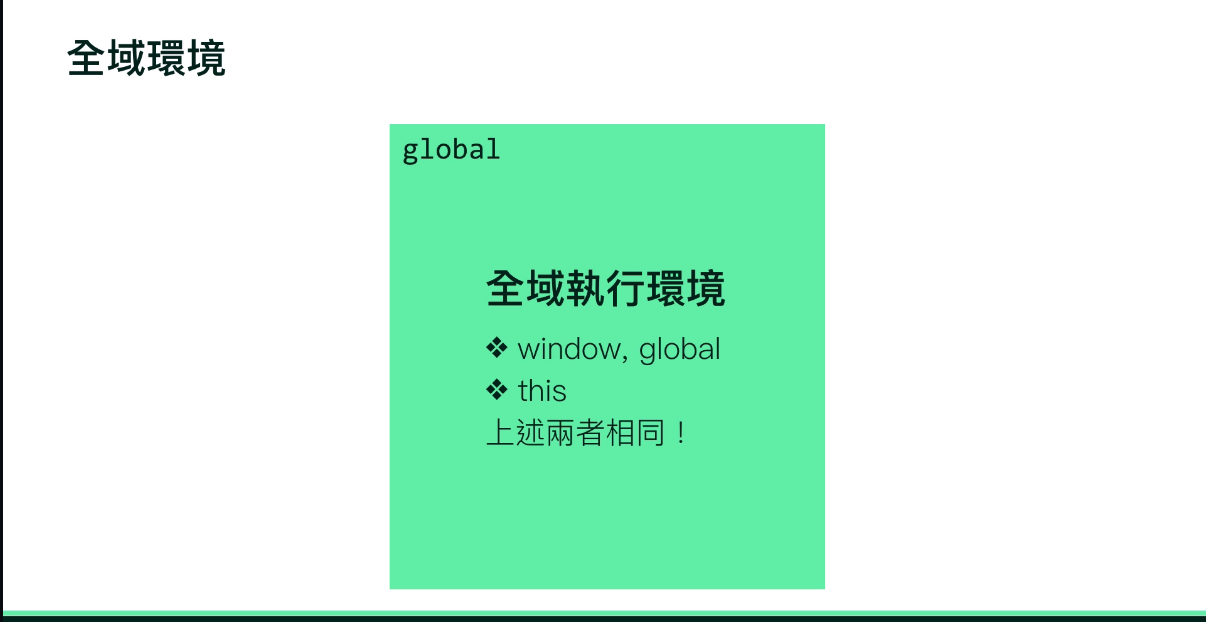 全域環境
global
全域執行環境
❖ window, global
❖ this
上述兩者相同！